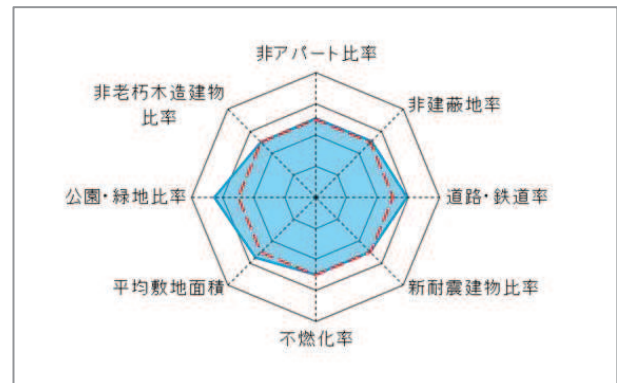 非アパート比率
非老朽木造建物
比率
非建蔽地率
公園・緑地比率
道路・鉄道率
平均敷地面積
新耐震建物比率
不燃化率